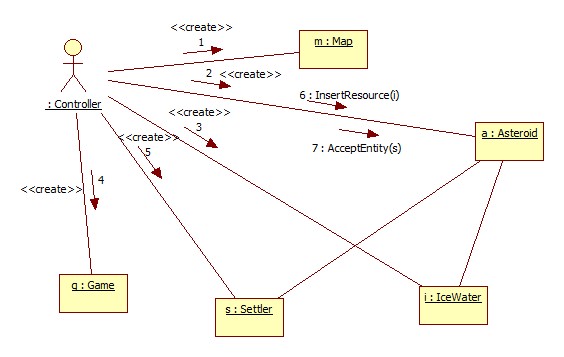 <<create>>
1
m : Map
2
<<create>>
: Controller
6 : InsertResource(i)
<<create>>
3
<<create>>
5
a : Asteroid
7 : AcceptEntity(s)
<<create>>
4
g : Game
s : Settler
i : IceWater